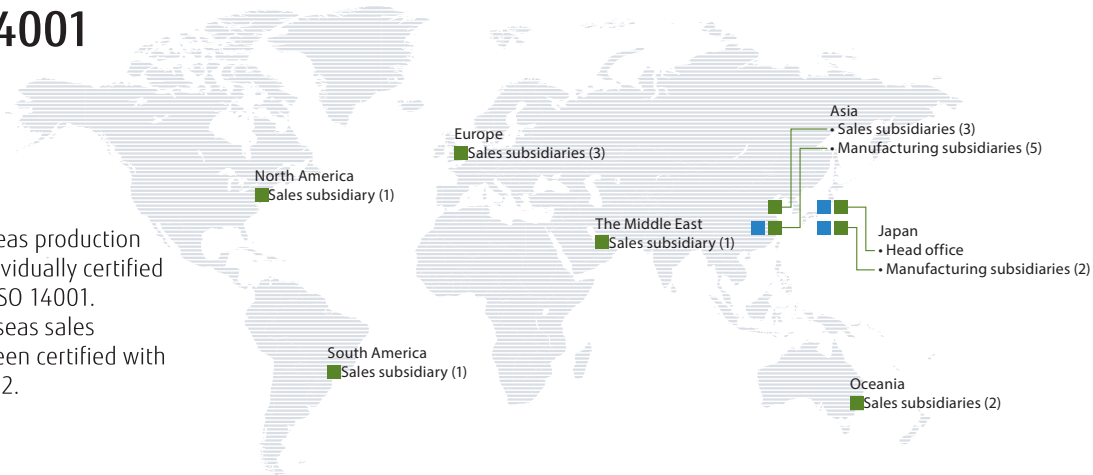 4001
eas production
ividually certified
SO 14001.
seas sales
een certified with
2.
North America
Sales subsidiary (1)
Europe
Sales subsidiaries (3)
Asia
• Sales subsidiaries (3)
• Manufacturing subsidiaries (5)
The Middle East
Sales subsidiary (1)
Japan
• Head office
• Manufacturing subsidiaries (2)
South America
Sales subsidiary (1)
Oceania
Sales subsidiaries (2)